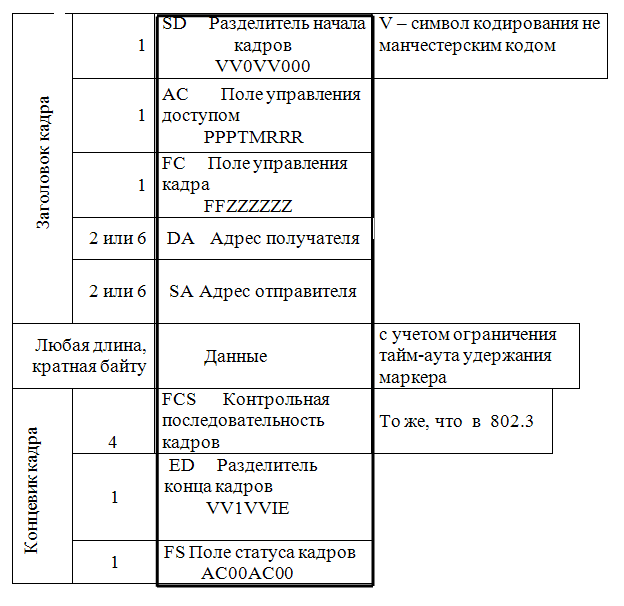 Заголовок кадра
1
SD Разделитель начала
кадров
VV0VV000
V – символ кодирования не
манчестерским кодом
1
AC Поле управления
доступом
PPPTMRRR
1
FC Поле управления
кадра
FFZZZZZZ
2 или 6
DA Адрес получателя
2 или 6
SA Адрес отправителя
Любая длина,
кратная байту
Данные
с учетом ограничения
тайм-аута удержания
маркера
Концевик кадра
4
FCS Контрольная
последовательность
кадров
То же, что в 802.3
1
ED Разделитель
конца кадров
VV1VVIE
1
FS Поле статуса кадров
AC00AC00